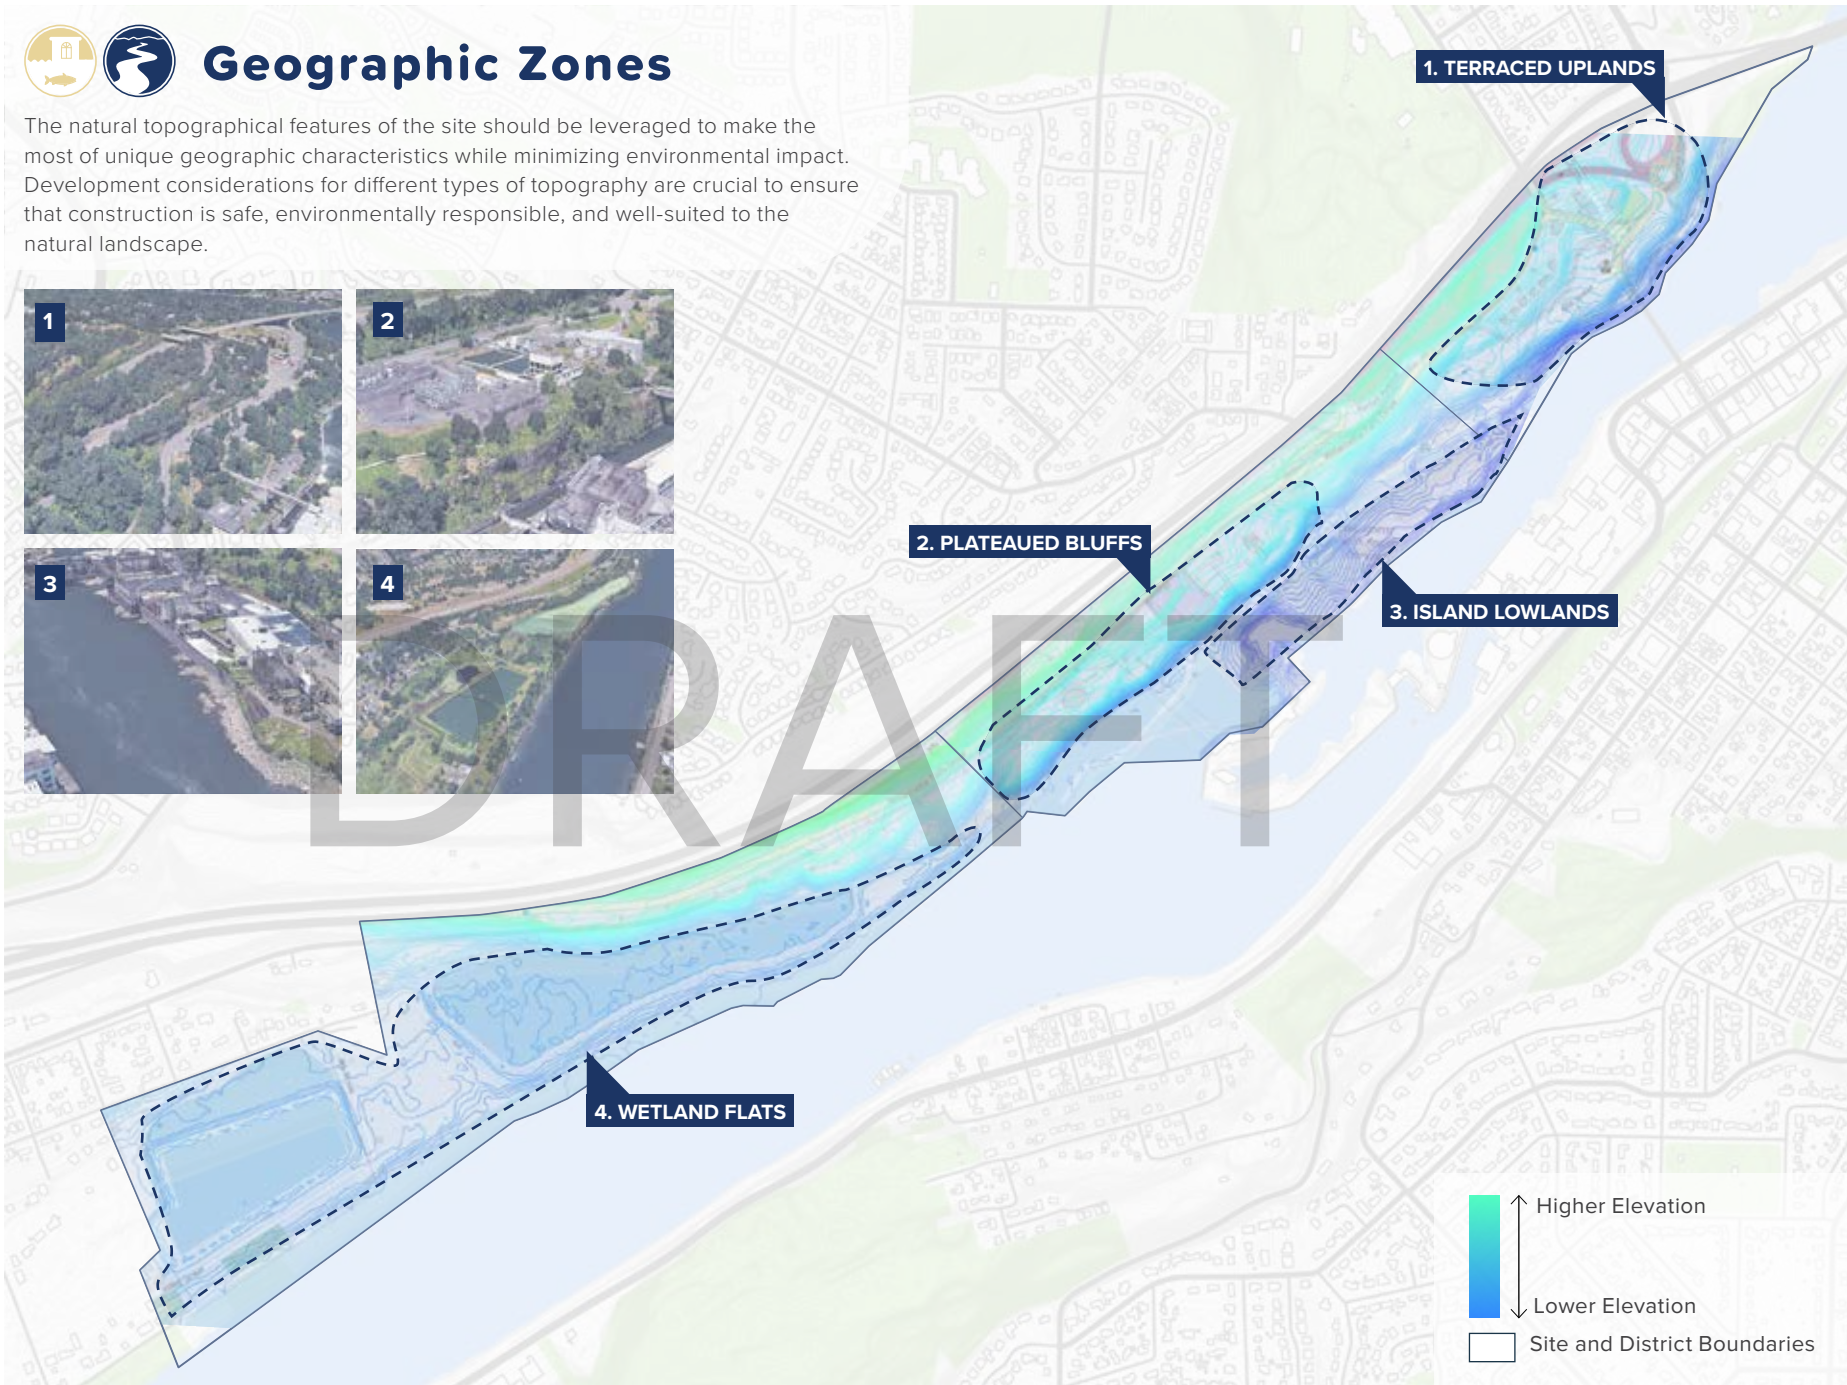 Geographic Zones
The natural topographical features of the site should be leveraged to make the
most of unique geographic characteristics while minimizing environmental impact.
Development considerations for different types of topography are crucial to ensure
that construction is safe, environmentally responsible, and well-suited to the
natural landscape.
1
2
3
4
1. TERRACED UPLANDS
2. PLATEAUED BLUFFS
3. ISLAND LOWLANDS
4. WETLAND FLATS
DRAFT
Higher Elevation
Lower Elevation
Site and District Boundaries